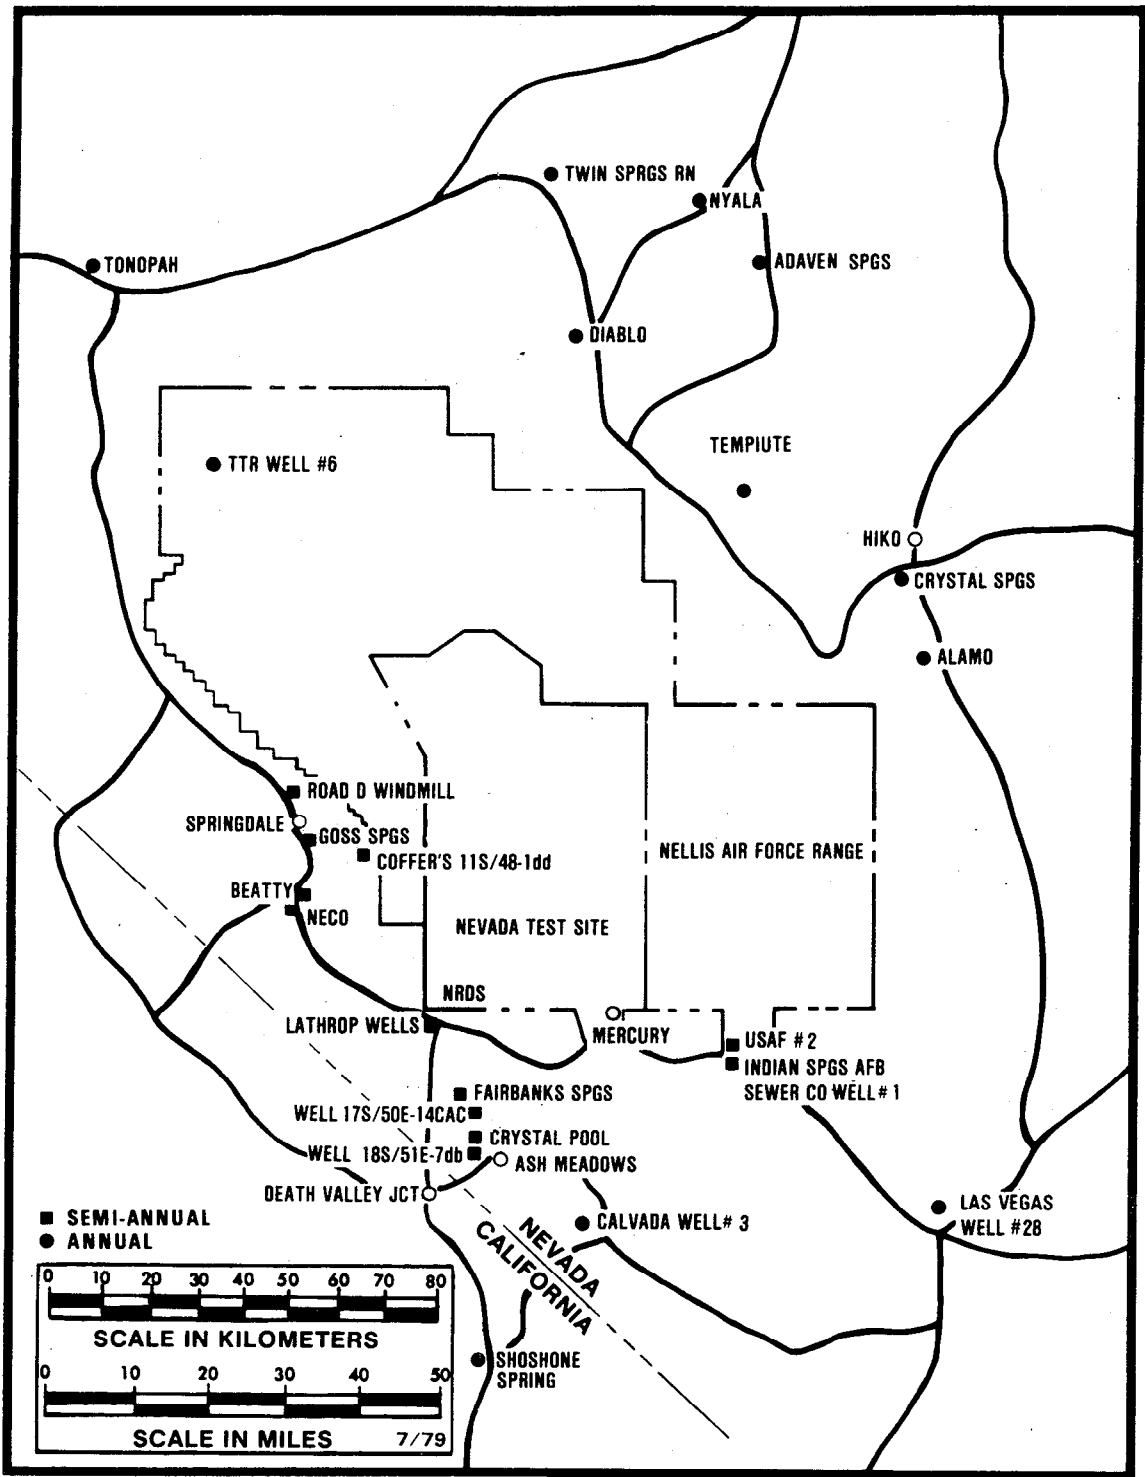 TWIN SPRGS RN
NYALA
TONOPAH
ADAVEN SPGS
DIABLO
TEMPIUTE
TTR WELL #6
HIKO
CRYSTAL SPGS
ALAMO
ROAD D WINDMILL
SPRINGDALE
GOSS SPGS
COFFER'S 11S/48-1dd
NELLIS AIR FORCE RANGE
BEATTY
NECO
NEVADA TEST SITE
NRDS
LATHROP WELLS
MERCURY
USAF #2
INDIAN SPGS AFB
SEWER CO WELL#1
FAIRBANKS SPGS
WELL 17S/50E-14CAC
CRYSTAL POOL
WELL 18S/51E-7db
ASH MEADOWS
DEATH VALLEY JCT
LAS VEGAS
WELL #28
CALVADA WELL# 3
NEVADA
CALIFORNIA
SEMI-ANNUAL
ANNUAL
0 10 20 30 40 50 60 70 80
SCALE IN KILOMETERS
SHOSHONE
SPRING
0 10 20 30 40 50
SCALE IN MILES 7/79